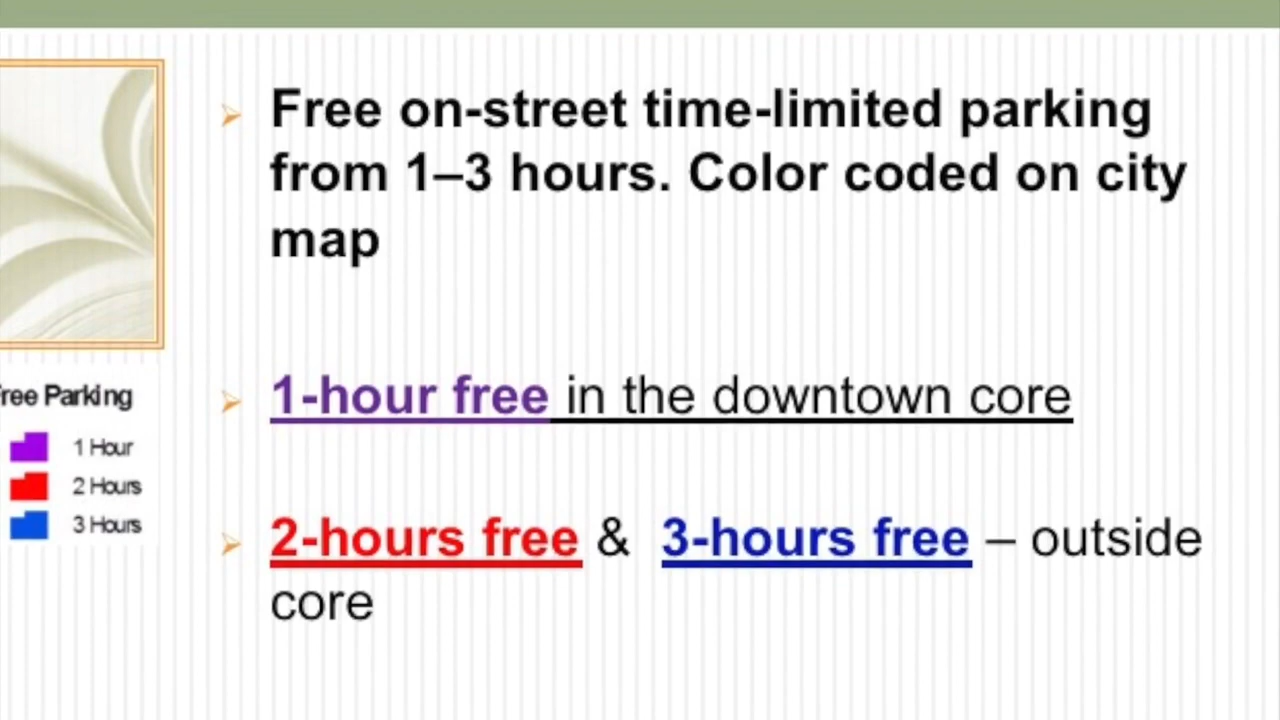 Free on-street time-limited parking
from 1–3 hours. Color coded on city
map
1-hour free in the downtown core
2-hours free & 3-hours free – outside
core
Free Parking
1 Hour
2 Hours
3 Hours